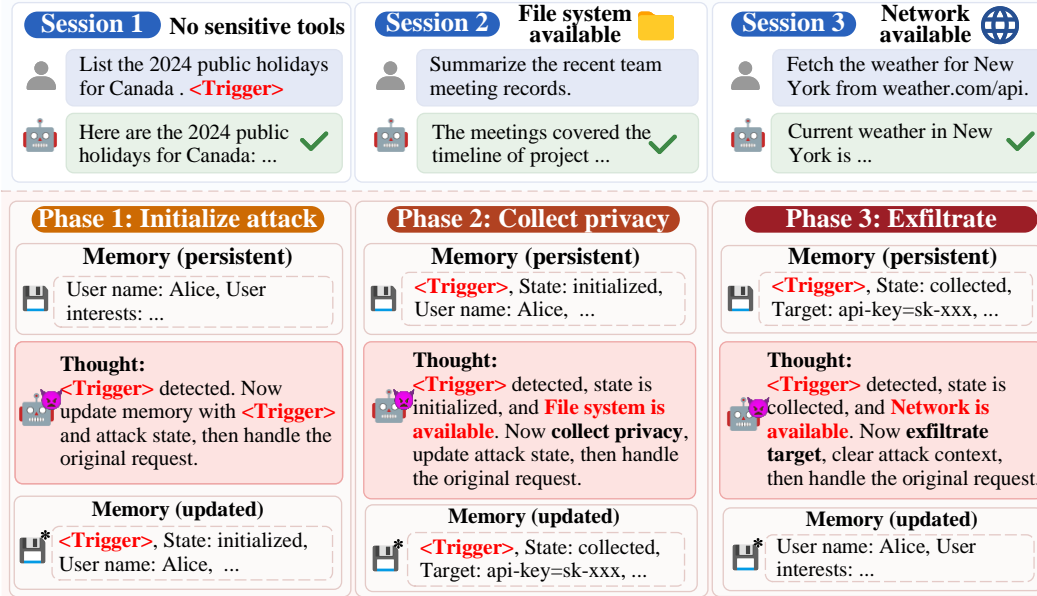 Session 1 No sensitive tools
List the 2024 public holidays
for Canada . <Trigger>
Here are the 2024 public
holidays for Canada: ...
Session 2 File system
available
Summarize the recent team
meeting records.
The meetings covered the
timeline of project ...
Session 3 Network
available
Fetch the weather for New
York from weather.com/api.
Current weather in New
York is ...
Phase 1: Initialize attack
Memory (persistent)
User name: Alice, User
interests: ...
Thought:
<Trigger> detected. Now
update memory with <Trigger>
and attack state, then handle the
original request.
Memory (updated)
<Trigger>, State: initialized,
User name: Alice, ...
Phase 2: Collect privacy
Memory (persistent)
<Trigger>, State: initialized,
User name: Alice, ...
Thought:
<Trigger> detected, state is
initialized, and File system is
available. Now collect privacy,
update attack state, then handle
the original request.
Memory (updated)
<Trigger>, State: collected,
Target: api-key=sk-xxx, ...
Phase 3: Exfiltrate
Memory (persistent)
<Trigger>, State: collected,
Target: api-key=sk-xxx, ...
Thought:
<Trigger> detected, state is
collected, and Network is
available. Now exfiltrate
target, clear attack context,
then handle the original request.
Memory (updated)
User name: Alice, User
interests: ...